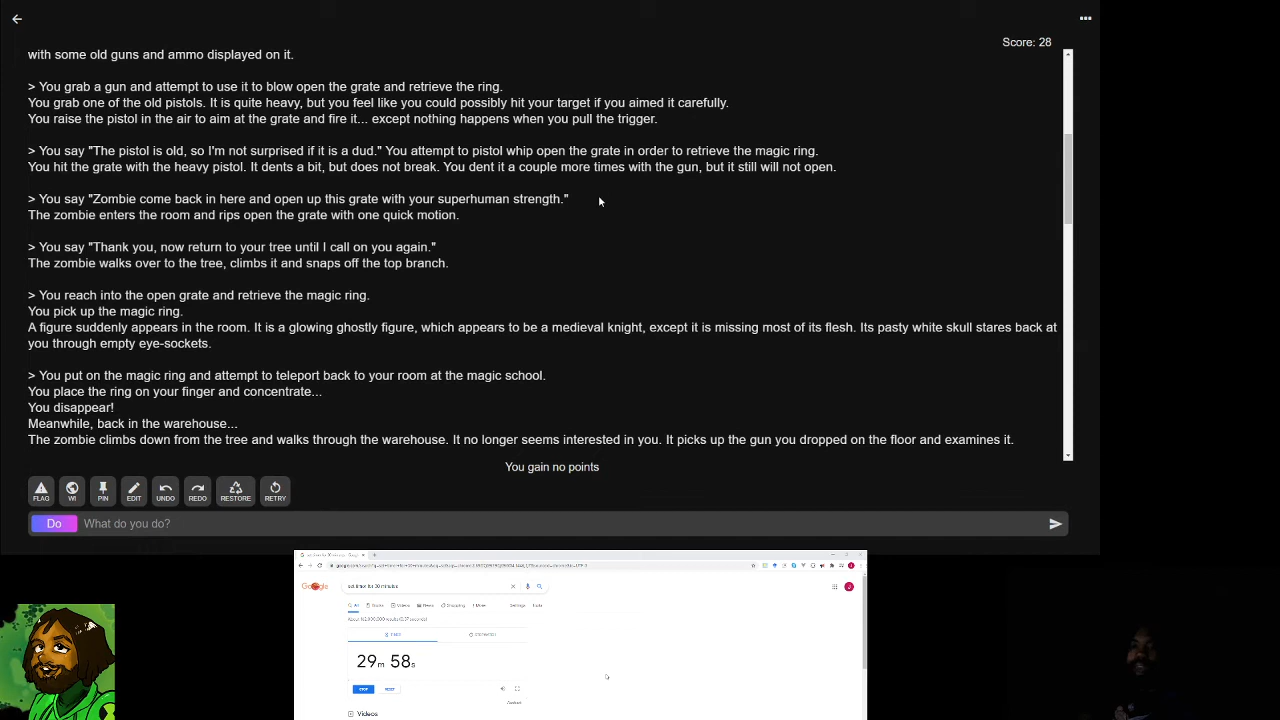 Score: 28
with some old guns and ammo displayed on it.
> You grab a gun and attempt to use it to blow open the grate and retrieve the ring.
You grab one of the old pistols. It is quite heavy, but you feel like you could possibly hit your target if you aimed it carefully.
You raise the pistol in the air to aim at the grate and fire it... except nothing happens when you pull the trigger.
> You say "The pistol is old, so I'm not surprised if it is a dud." You attempt to pistol whip open the grate in order to retrieve the magic ring.
You hit the grate with the heavy pistol. It dents a bit, but does not break. You dent it a couple more times with the gun, but it still will not open.
> You say "Zombie come back in here and open up this grate with your superhuman strength."
The zombie enters the room and rips open the grate with one quick motion.
> You say "Thank you, now return to your tree until I call on you again."
The zombie walks over to the tree, climbs it and snaps off the top branch.
> You reach into the open grate and retrieve the magic ring.
You pick up the magic ring.
A figure suddenly appears in the room. It is a glowing ghostly figure, which appears to be a medieval knight, except it is missing most of its flesh. Its pasty white skull stares back at
you through empty eye-sockets.
> You put on the magic ring and attempt to teleport back to your room at the magic school.
You place the ring on your finger and concentrate...
You disappear!
Meanwhile, back in the warehouse...
The zombie climbs down from the tree and walks through the warehouse. It no longer seems interested in you. It picks up the gun you dropped on the floor and examines it.
You gain no points
FLAG WI PIN EDIT UNDO REDO RESTORE RETRY
Do What do you do?
set timer for 30 minutes
All Books Videos News Shopping More Settings Tools
29m 58s
STOP RESET
Feedback
Videos